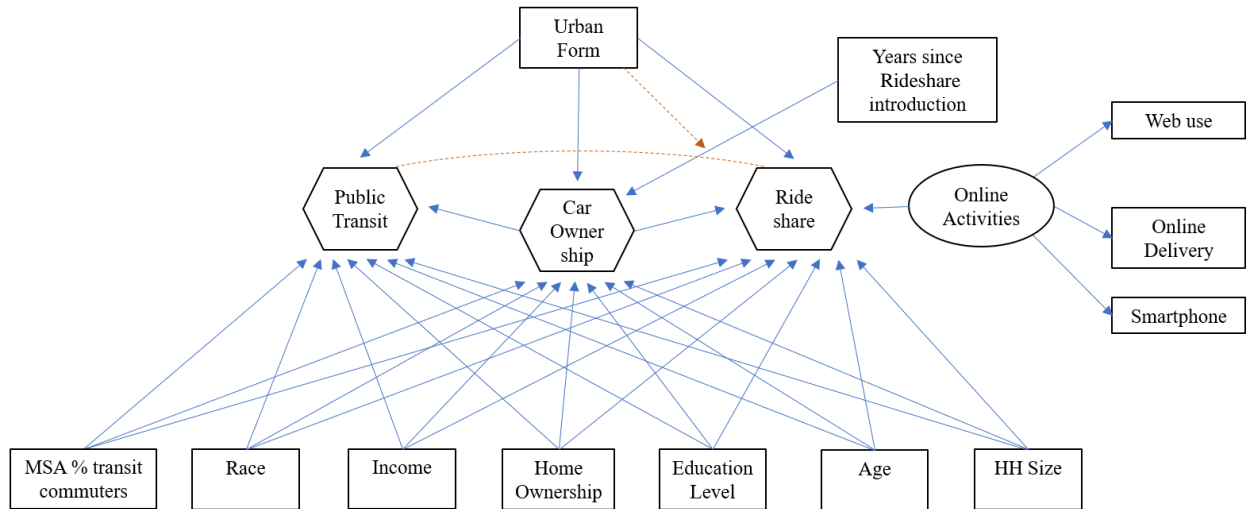 Urban
Form
Years since
Rideshare
introduction
Web use
Public
Transit
Car
Owner
ship
Ride
share
Online
Activities
Online
Delivery
Smartphone
MSA % transit
commuters
Race
Income
Home
Ownership
Education
Level
Age
HH Size